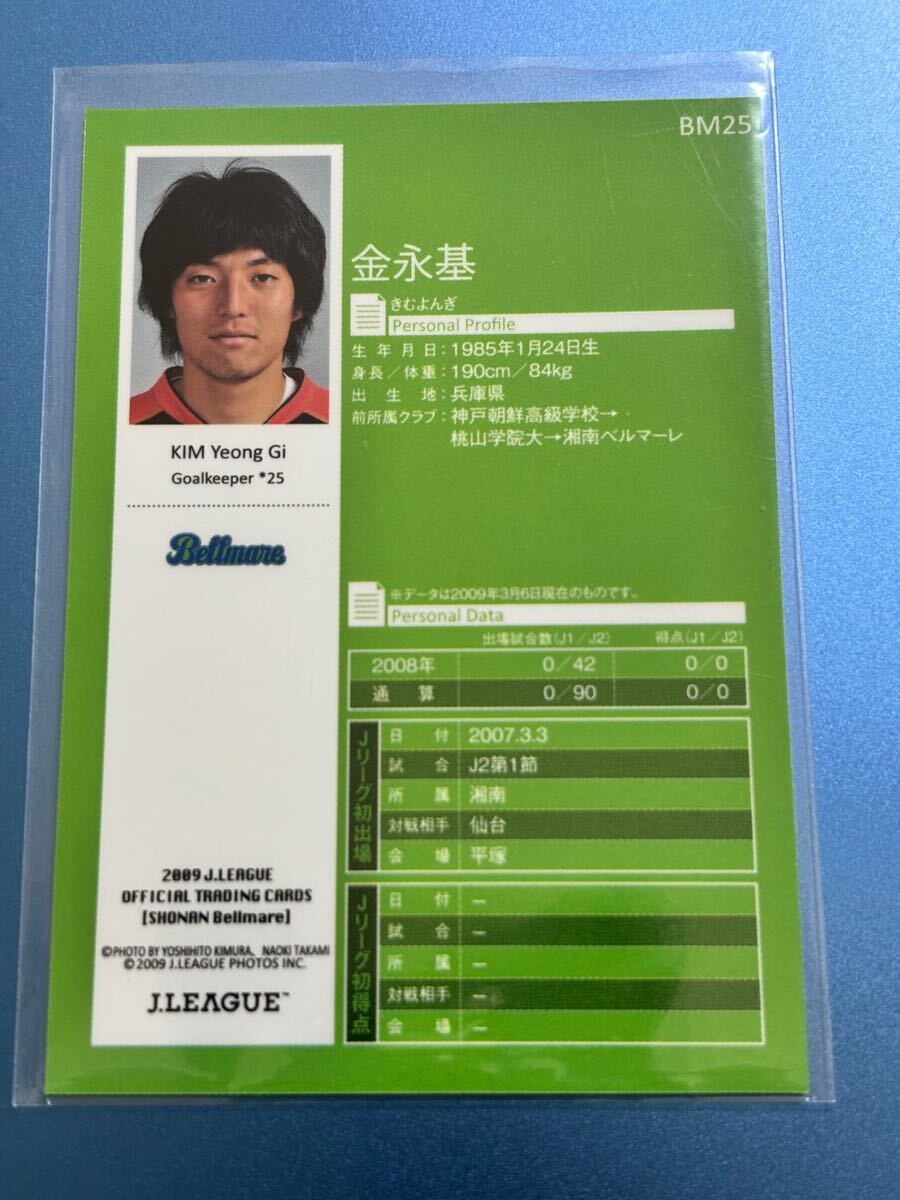 BM25
金永基
きむよんぎ
Personal Profile
生年月日：1985年1月24日生
身長／体重：190cm／84kg
出生地：兵庫県
前所属クラブ：神戸朝鮮高級学校→
桃山学院大→湘南ベルマーレ
KIM Yeong Gi
Goalkeeper *25
Bellmare
※データは2009年3月6日現在のものです。
Personal Data
出場試合数(J1／J2) 得点(J1／J2)
2008年 0／42 0／0
通算 0／90 0／0
Jリーグ初出場
日付 2007.3.3
試合 J2第1節
所属 湘南
対戦相手 仙台
会場 平塚
Jリーグ初得点
日付 －
試合 －
所属 －
対戦相手 －
会場 －
2009 J.LEAGUE
OFFICIAL TRADING CARDS
[SHONAN Bellmare]
©PHOTO BY YOSHIHITO KIMURA, NAOKI TAKAMI
©2009 J.LEAGUE PHOTOS INC.
J.LEAGUE™